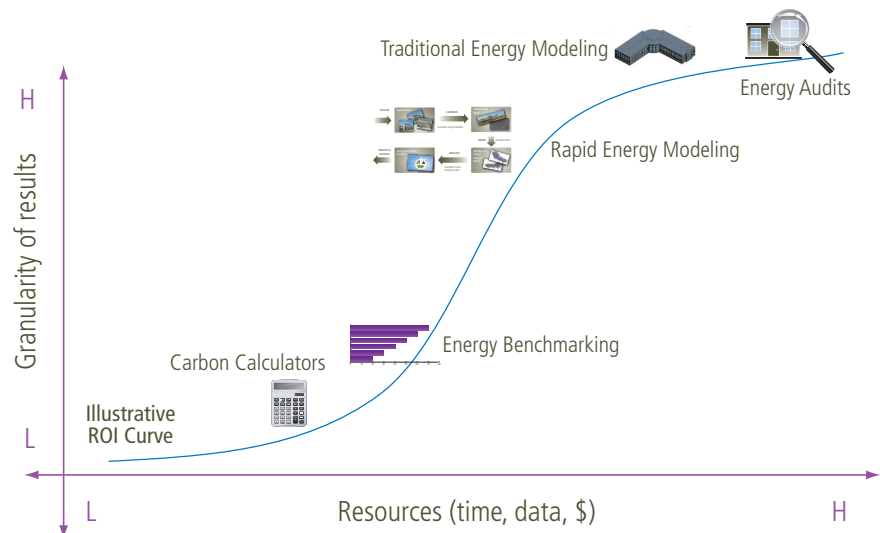 Traditional Energy Modeling
Energy Audits
H
Rapid Energy Modeling
Granularity of results
Energy Benchmarking
Carbon Calculators
Illustrative
ROI Curve
L
L
Resources (time, data, $)
H